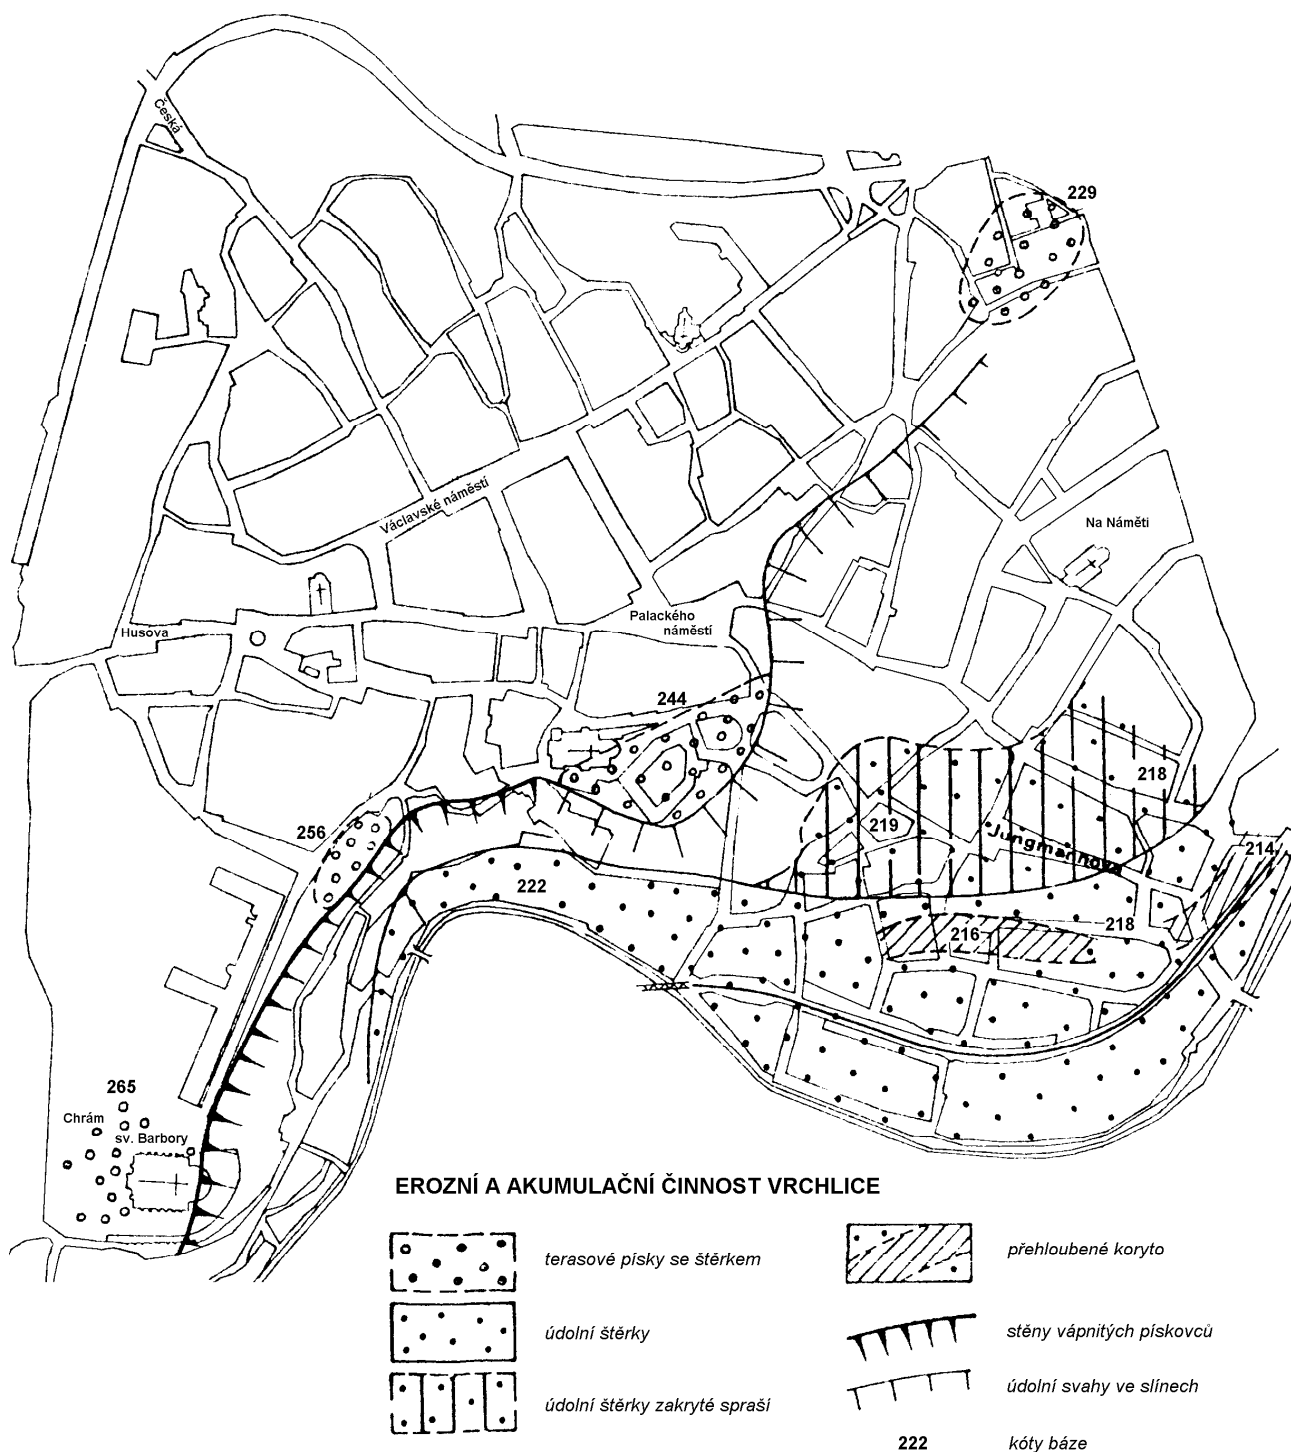 Česká
229
Václavské náměstí
Na Náměti
Husova
Palackého
náměstí
244
218
256
219
Jungmannova
214
222
218
216
265
Chrám
sv. Barbory
EROZNÍ A AKUMULAČNÍ ČINNOST VRCHLICE
terasové písky se štěrkem
údolní štěrky
údolní štěrky zakryté spraší
přehloubené koryto
stěny vápnitých pískovců
údolní svahy ve slínech
222 kóty báze